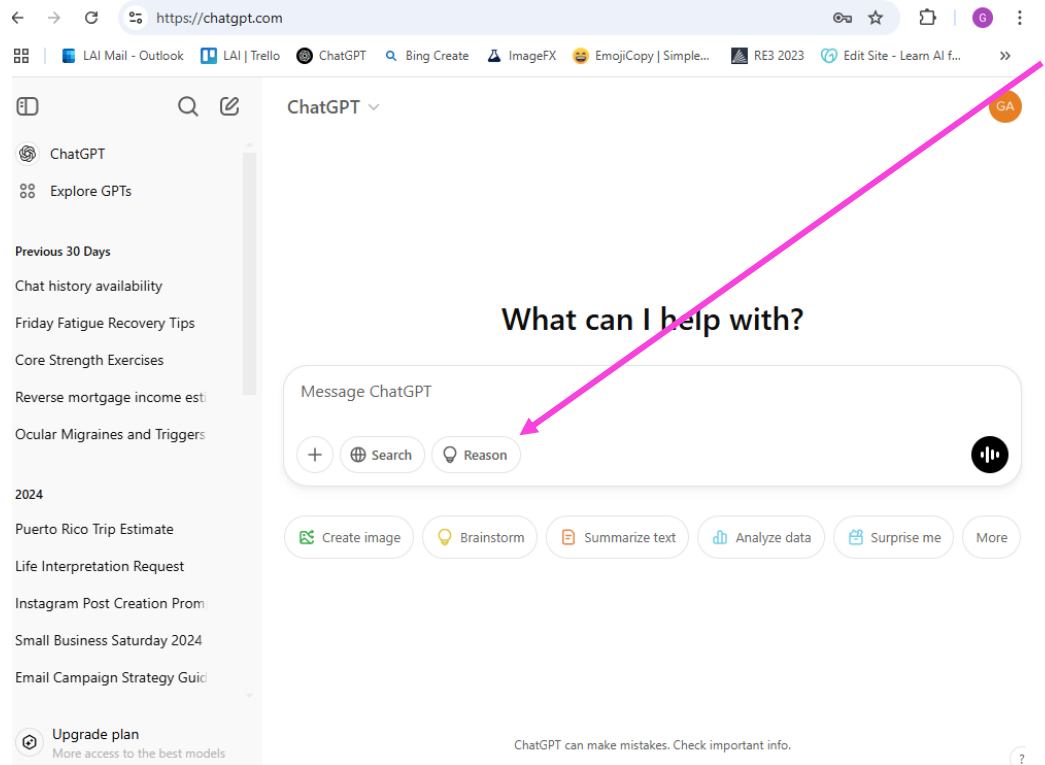 https://chatgpt.com
G
LAI Mail - Outlook
LAI | Trello
ChatGPT
Bing Create
ImageFX
EmojiCopy | Simple...
RE3 2023
Edit Site - Learn AI f...
»
ChatGPT
GA
ChatGPT
Explore GPTs
Previous 30 Days
Chat history availability
Friday Fatigue Recovery Tips
Core Strength Exercises
Reverse mortgage income esti
Ocular Migraines and Triggers
2024
Puerto Rico Trip Estimate
Life Interpretation Request
Instagram Post Creation Prom
Small Business Saturday 2024
Email Campaign Strategy Guid
Upgrade plan
More access to the best models
What can I help with?
Message ChatGPT
Search
Reason
Create image
Brainstorm
Summarize text
Analyze data
Surprise me
More
ChatGPT can make mistakes. Check important info.
?